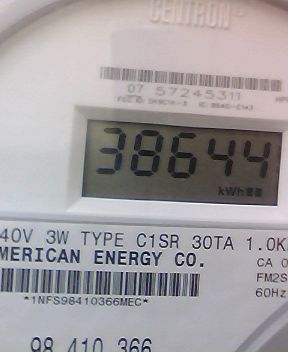 CENTRON®
07 57245311
38644
kWh
40V 3W TYPE C1SR 30TA 1.0K
MERICAN ENERGY CO.
CA 0
FM2S
60Hz
*1NFS98410366MEC*
98 410 366